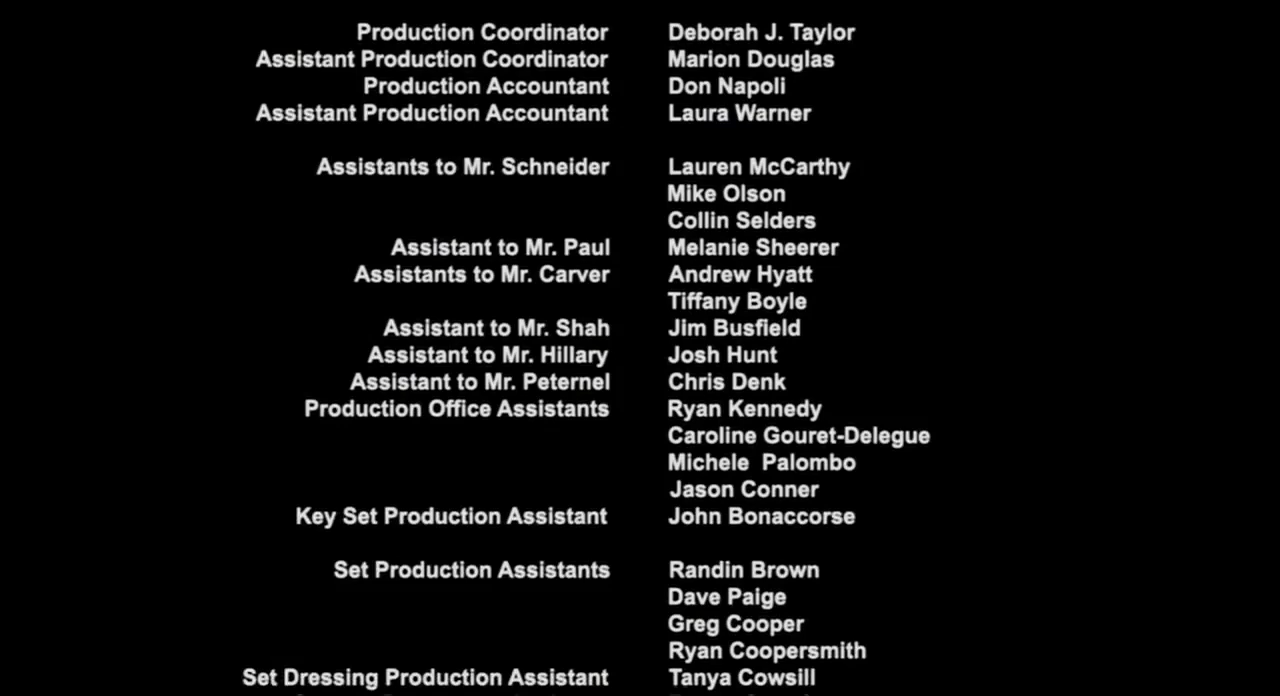 Production Coordinator Deborah J. Taylor
Assistant Production Coordinator Marion Douglas
Production Accountant Don Napoli
Assistant Production Accountant Laura Warner
Assistants to Mr. Schneider Lauren McCarthy
Mike Olson
Collin Selders
Assistant to Mr. Paul Melanie Sheerer
Assistants to Mr. Carver Andrew Hyatt
Tiffany Boyle
Assistant to Mr. Shah Jim Busfield
Assistant to Mr. Hillary Josh Hunt
Assistant to Mr. Peternel Chris Denk
Production Office Assistants Ryan Kennedy
Caroline Gouret-Delegue
Michele Palombo
Jason Conner
Key Set Production Assistant John Bonaccorse
Set Production Assistants Randin Brown
Dave Paige
Greg Cooper
Ryan Coopersmith
Set Dressing Production Assistant Tanya Cowsill